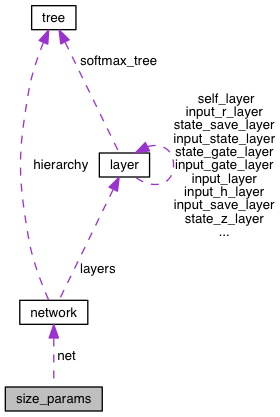 tree
softmax_tree
self_layer
input_r_layer
state_save_layer
input_state_layer
state_gate_layer
input_gate_layer
input_layer
input_h_layer
input_save_layer
state_z_layer
...
hierarchy
layer
layers
network
net
size_params